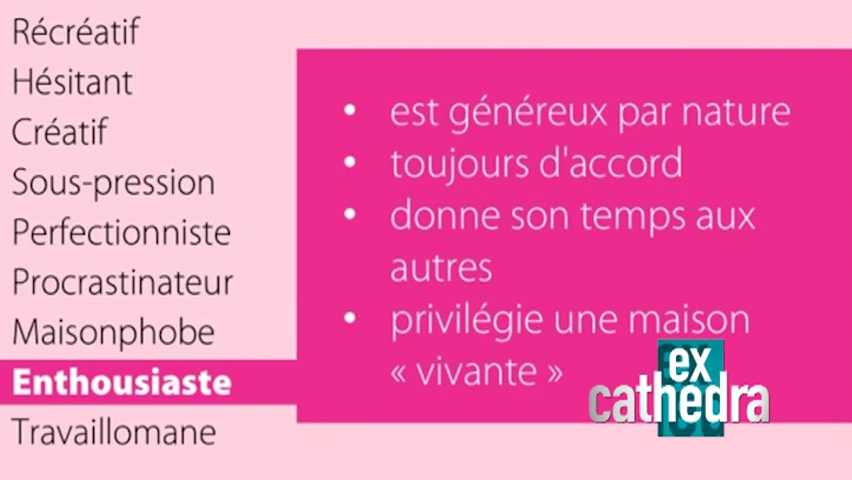 Récréatif
Hésitant
Créatif
Sous-pression
Perfectionniste
Procrastinateur
Maisonphobe
Enthousiaste
Travaillomane
• est généreux par nature
• toujours d'accord
• donne son temps aux
autres
• privilégie une maison
« vivante »
ex
cathedra